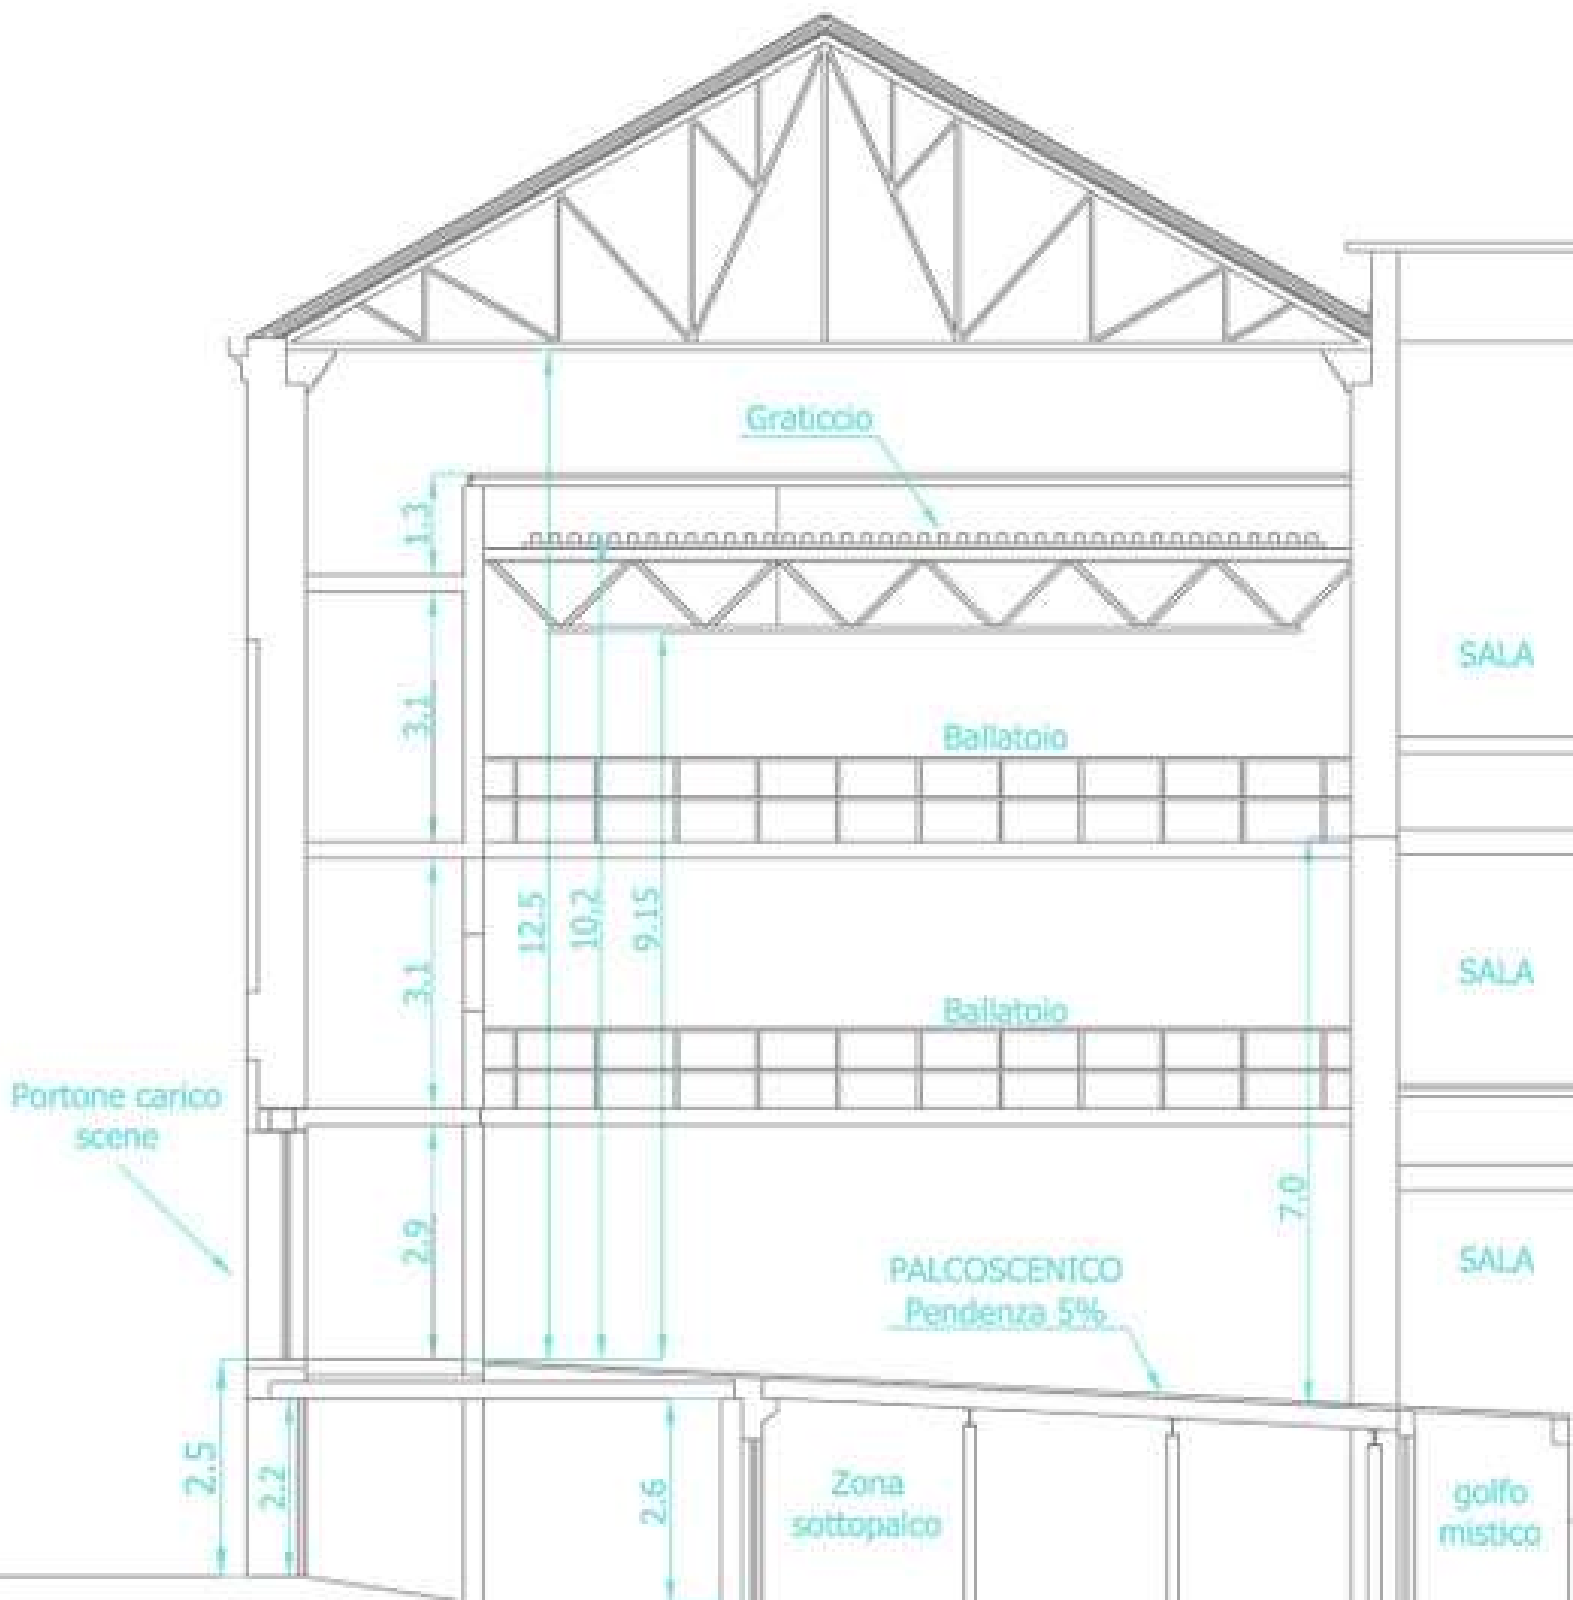 Graticcio
1.3
SALA
3.1
Ballatoio
12.5
10.2
9.15
3.1
SALA
Ballatoio
Portone carico
scene
7.0
2.9
PALCOSCENICO
Pendenza 5%
SALA
2.5
2.2
2.6
Zona
sottopalco
golfo
mistico